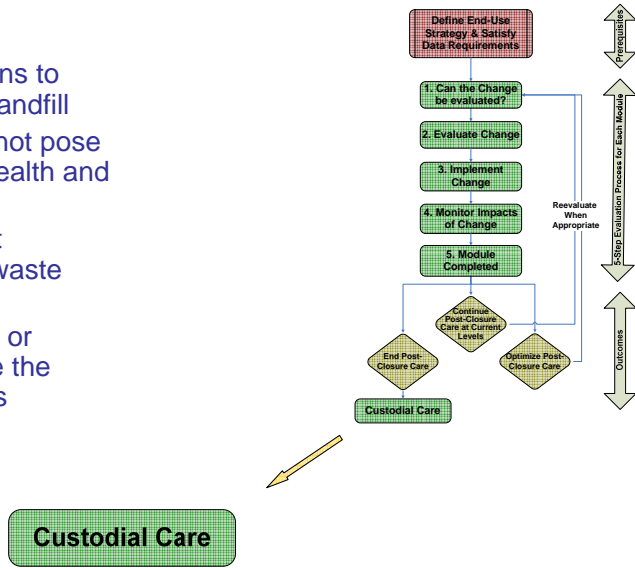 ns to
andfill
not pose
ealth and
t
waste
or
e the
s
Define End-Use
Strategy & Satisfy
Data Requirements
1. Can the Change
be evaluated?
2. Evaluate Change
3. Implement
Change
4. Monitor Impacts
of Change
5. Module
Completed
Continue
Post-Closure
Care at Current
Levels
End Post-
Closure Care
Optimize Post-
Closure Care
Custodial Care
Reevaluate
When
Appropriate
Prerequisites
5-Step Evaluation Process for Each Module
Outcomes
Custodial Care